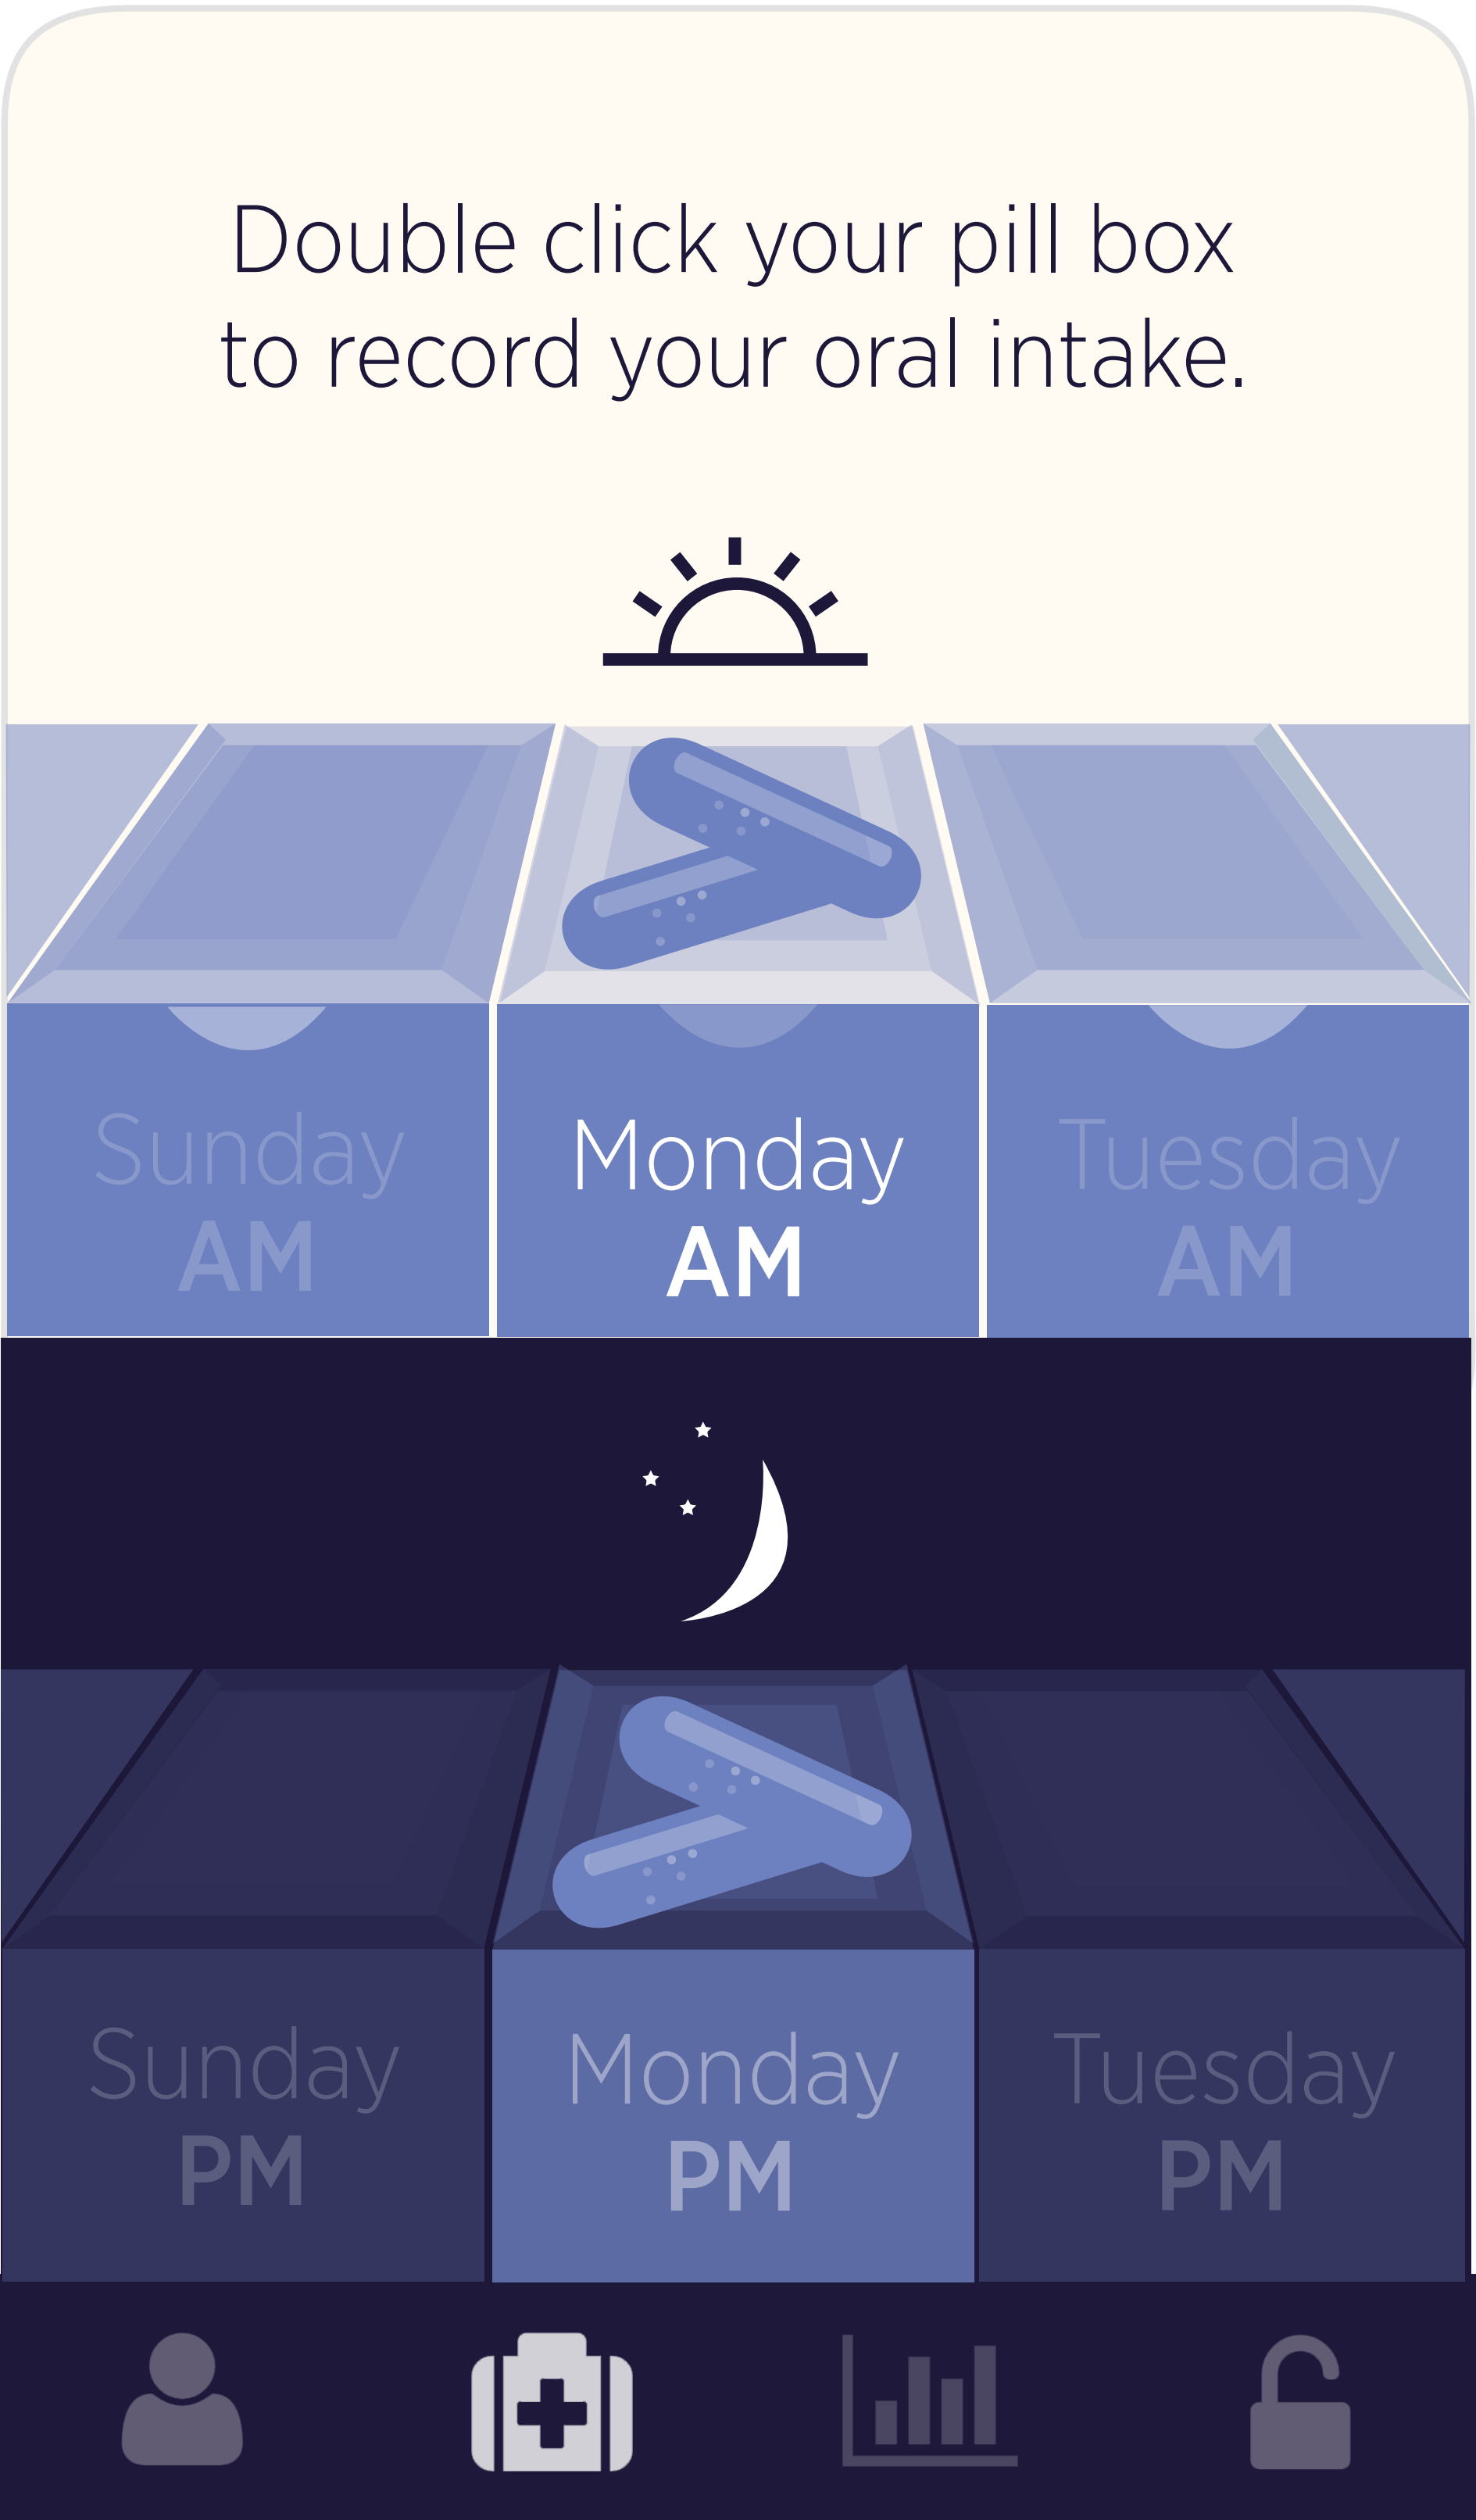 Double click your pill box
to record your oral intake.
Sunday
AM
Monday
AM
Tuesday
AM
Sunday
PM
Monday
PM
Tuesday
PM